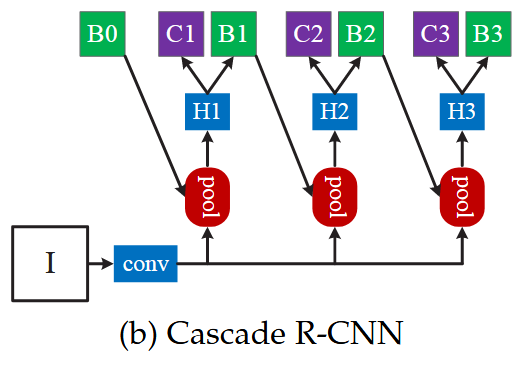 B0 C1 B1 C2 B2 C3 B3
H1 H2 H3
pool pool pool
I conv
(b) Cascade R-CNN